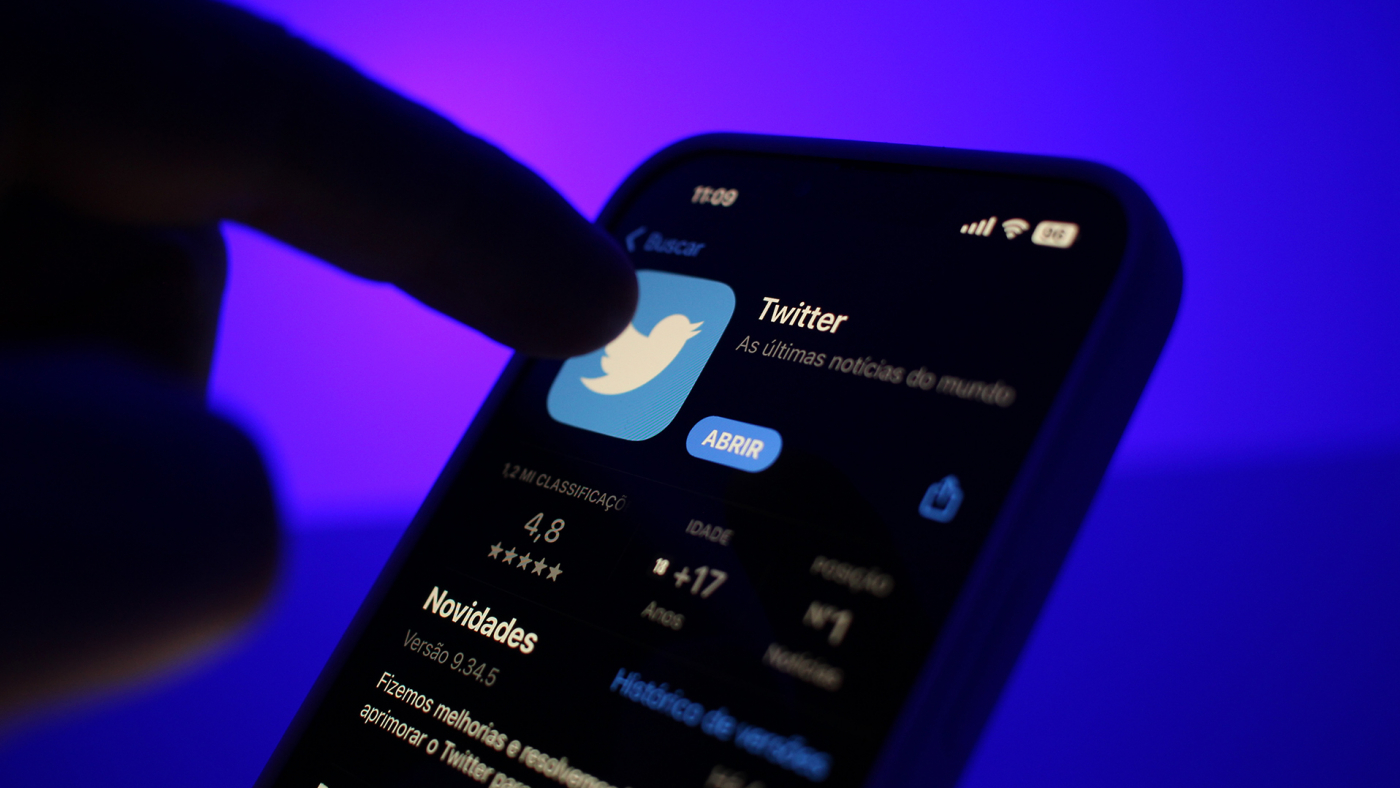 11:09
Buscar
Twitter
As últimas notícias do mundo
ABRIR
1,2 MI CLASSIFICAÇÕ
4,8
IDADE
18 +17
Anos
POSIÇÃO
Nº1
Notícias
Novidades
Versão 9.34.5
Histórico de versões
Fizemos melhorias e resolvemos
aprimorar o Twitter para